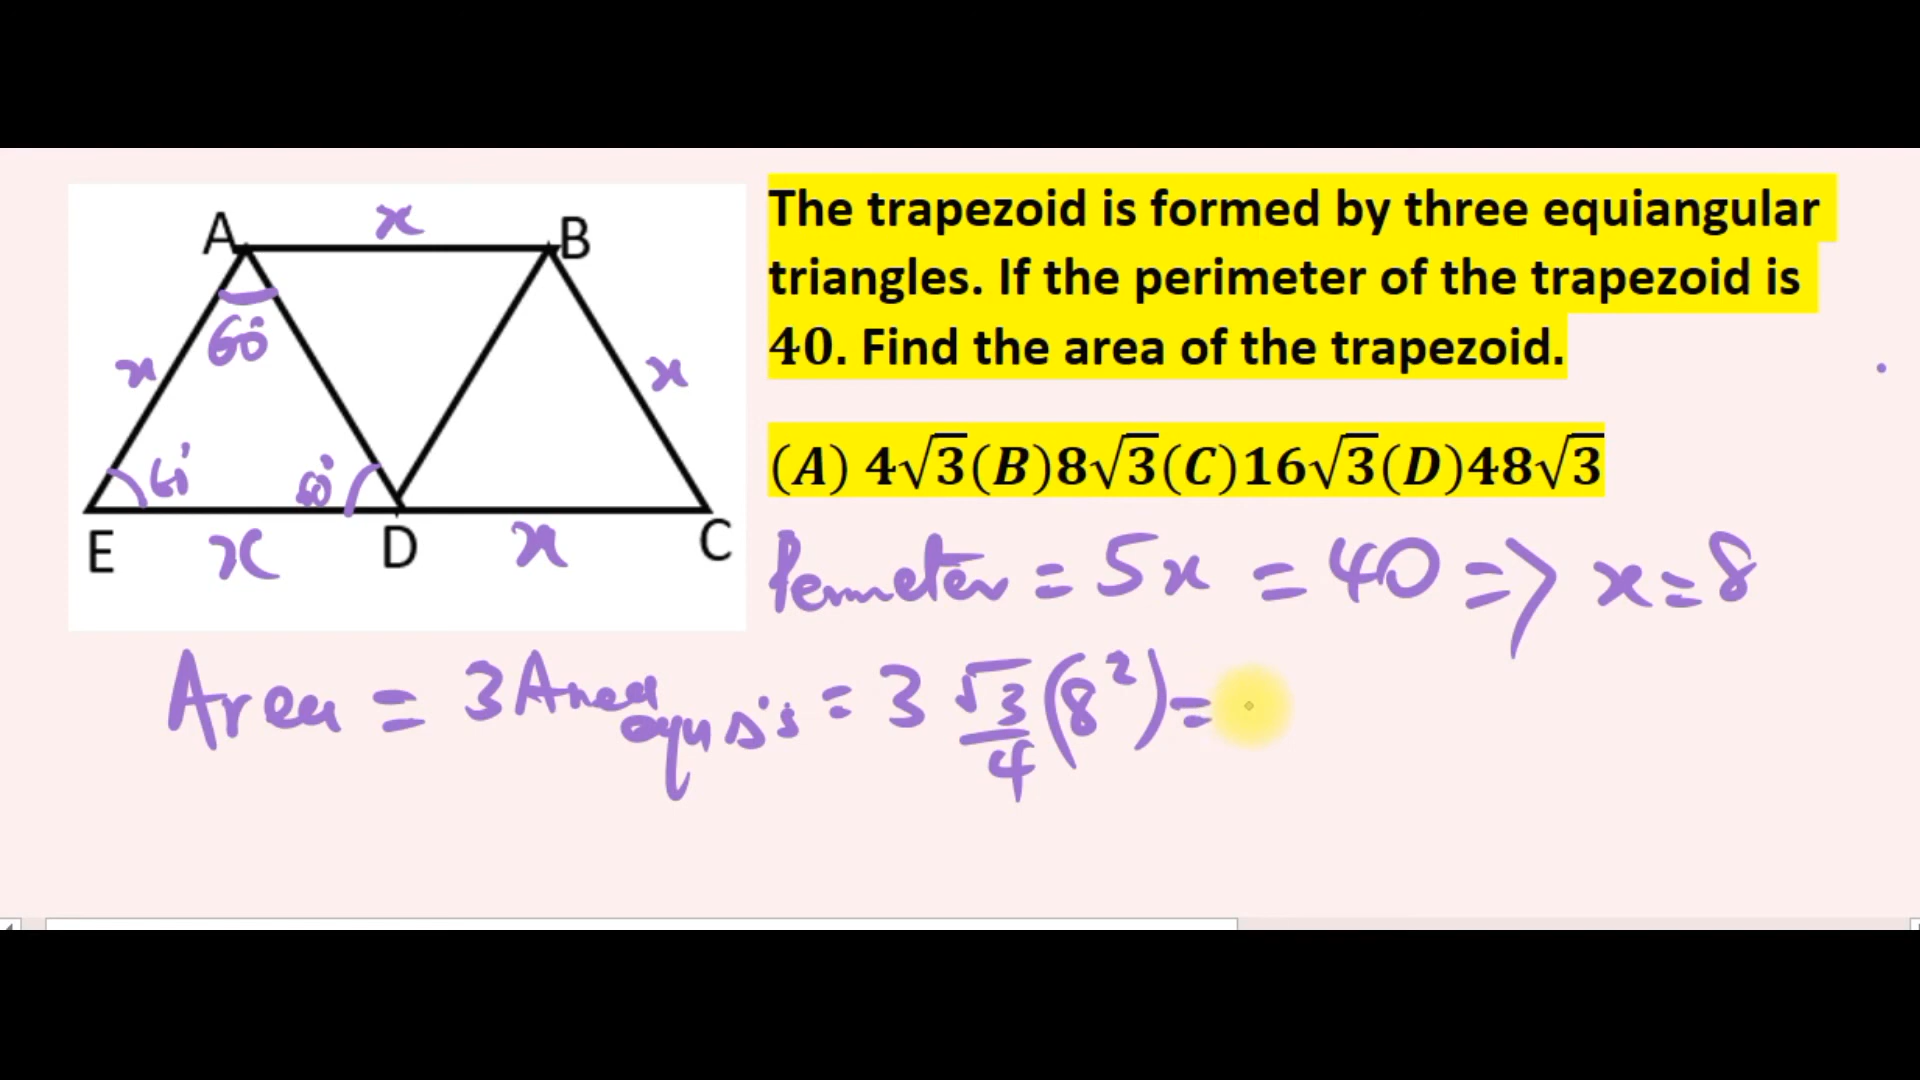 A x B
The trapezoid is formed by three equiangular
triangles. If the perimeter of the trapezoid is
40. Find the area of the trapezoid.
60°
x x
(A) 4√3(B)8√3(C)16√3(D)48√3
E x D x C
Perimeter = 5x = 40 => x = 8
Area = 3 Area = 3 √3/4 (8²) =